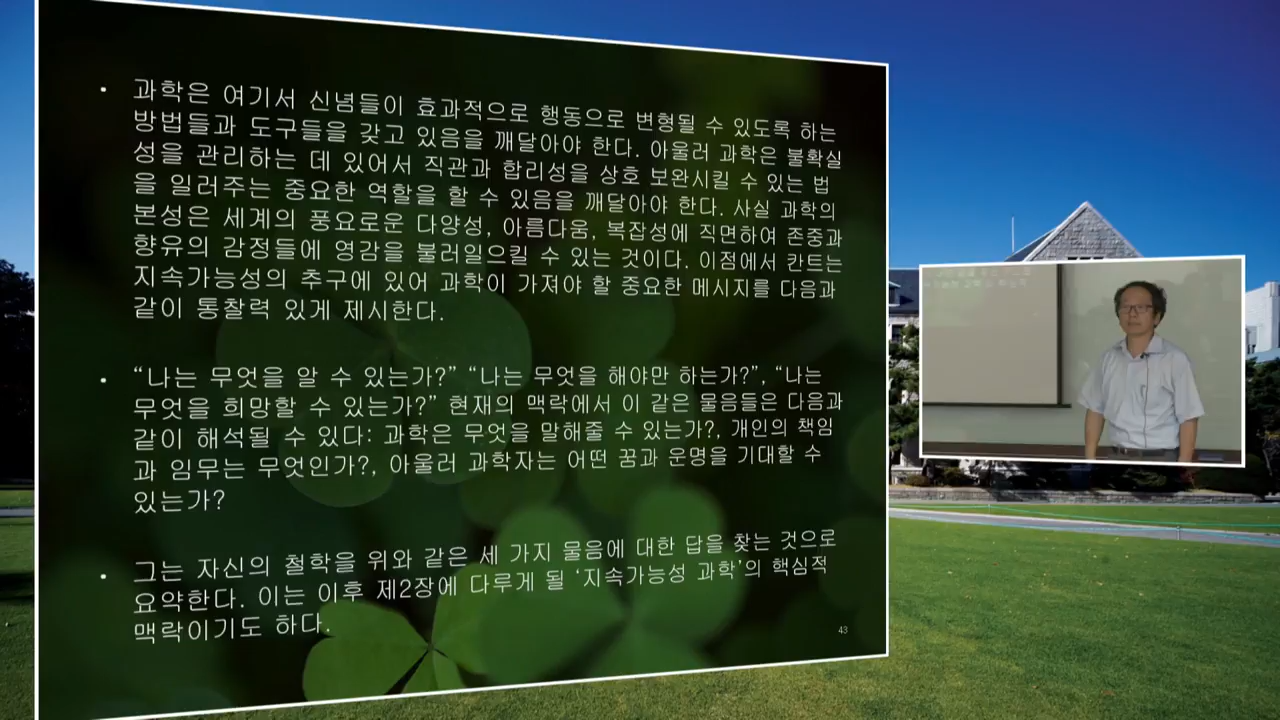 • 과학은 여기서 신념들이 효과적으로 행동으로 변형될 수 있도록 하는
방법들과 도구들을 갖고 있음을 깨달아야 한다. 아울러 과학은 불확실
성을 관리하는 데 있어서 직관과 합리성을 상호 보완시킬 수 있는 법
을 일러주는 중요한 역할을 할 수 있음을 깨달아야 한다. 사실 과학의
본성은 세계의 풍요로운 다양성, 아름다움, 복잡성에 직면하여 존중과
향유의 감정들에 영감을 불러일으킬 수 있는 것이다. 이점에서 칸트는
지속가능성의 추구에 있어 과학이 가져야 할 중요한 메시지를 다음과
같이 통찰력 있게 제시한다.
• “나는 무엇을 알 수 있는가?” “나는 무엇을 해야만 하는가?”, “나는
무엇을 희망할 수 있는가?” 현재의 맥락에서 이 같은 물음들은 다음과
같이 해석될 수 있다: 과학은 무엇을 말해줄 수 있는가?, 개인의 책임
과 임무는 무엇인가?, 아울러 과학자는 어떤 꿈과 운명을 기대할 수
있는가?
• 그는 자신의 철학을 위와 같은 세 가지 물음에 대한 답을 찾는 것으로
요약한다. 이는 이후 제2장에 다루게 될 ‘지속가능성 과학’의 핵심적
맥락이기도 하다.
43